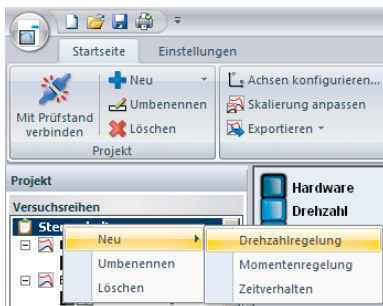 Startseite Einstellungen
Mit Prüfstand verbinden
Neu
Umbenennen
Löschen
Projekt
Achsen konfigurieren...
Skalierung anpassen
Exportieren
Projekt
Versuchsreihen
Neu
Umbenennen
Löschen
Drehzahlregelung
Momentenregelung
Zeitverhalten
Hardware
Drehzahl